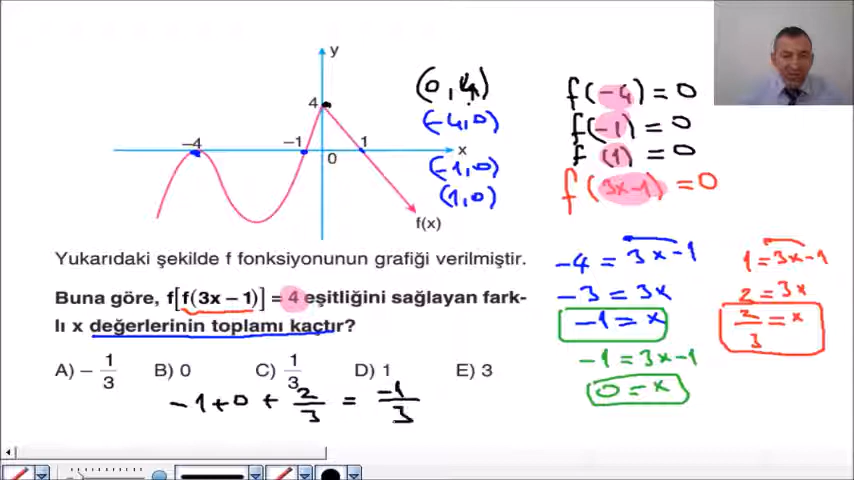 y
4
(0,4)
f(-4)=0
-4
-1
1
x
0
(-4,0)
f(-1)=0
f(1)=0
(-1,0)
f(3x-1)=0
(1,0)
f(x)
Yukarıdaki şekilde f fonksiyonunun grafiği verilmiştir.
Buna göre, f[f(3x – 1)] = 4 eşitliğini sağlayan fark-
lı x değerlerinin toplamı kaçtır?
A) – 1/3 B) 0 C) 1/3 D) 1 E) 3
-1+0+2/3=-1/3
-4=3x-1
-3=3x
-1=x
-1=3x-1
0=x
1=3x-1
2=3x
2/3=x